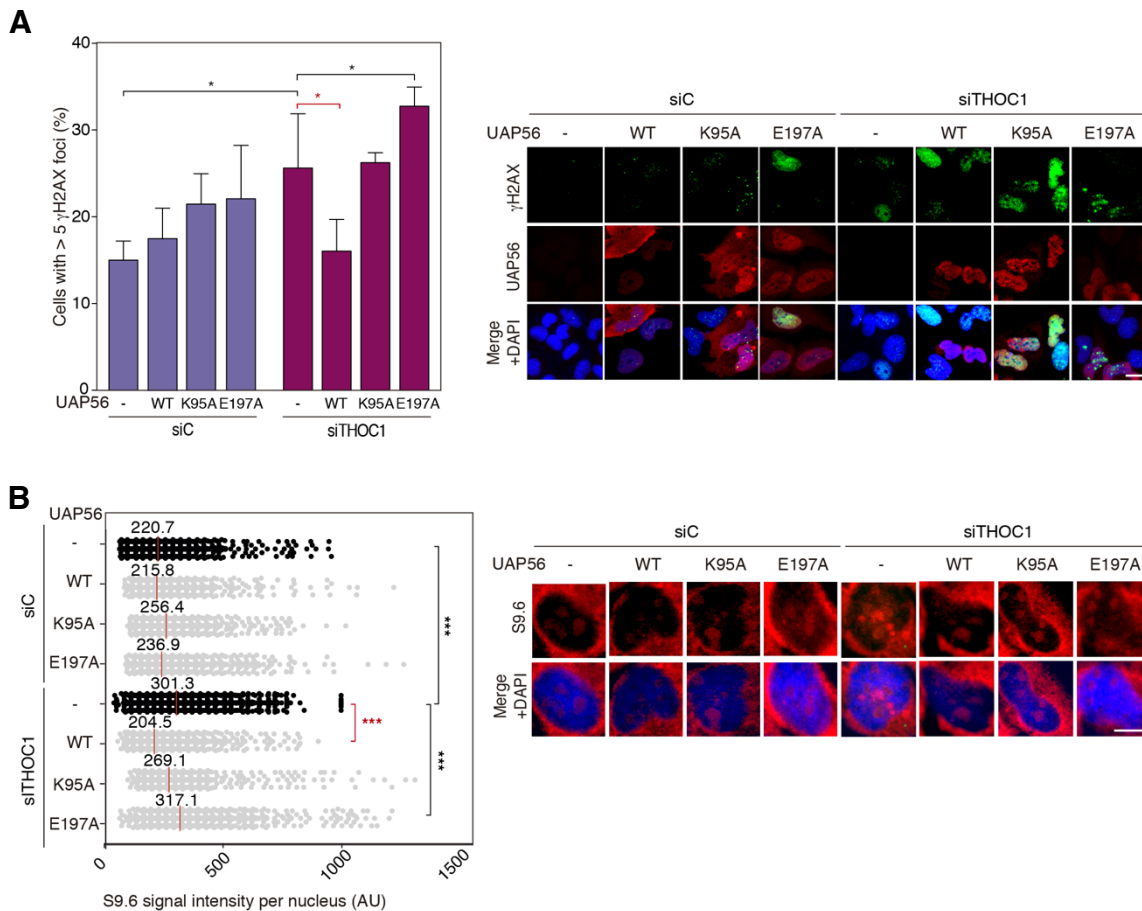 A
40
30
20
10
0
Cells with > 5 γH2AX foci (%)
*
*
*
UAP56 - WT K95A E197A - WT K95A E197A
siC siTHOC1
siC siTHOC1
UAP56 - WT K95A E197A - WT K95A E197A
γH2AX
UAP56
Merge
+DAPI
B
UAP56
siC
- 220.7
WT 215.8
K95A 256.4
E197A 236.9
siTHOC1
- 301.3
WT 204.5
K95A 269.1
E197A 317.1
***
***
***
0 500 1000 1500
S9.6 signal intensity per nucleus (AU)
siC siTHOC1
UAP56 - WT K95A E197A - WT K95A E197A
S9.6
Merge
+DAPI